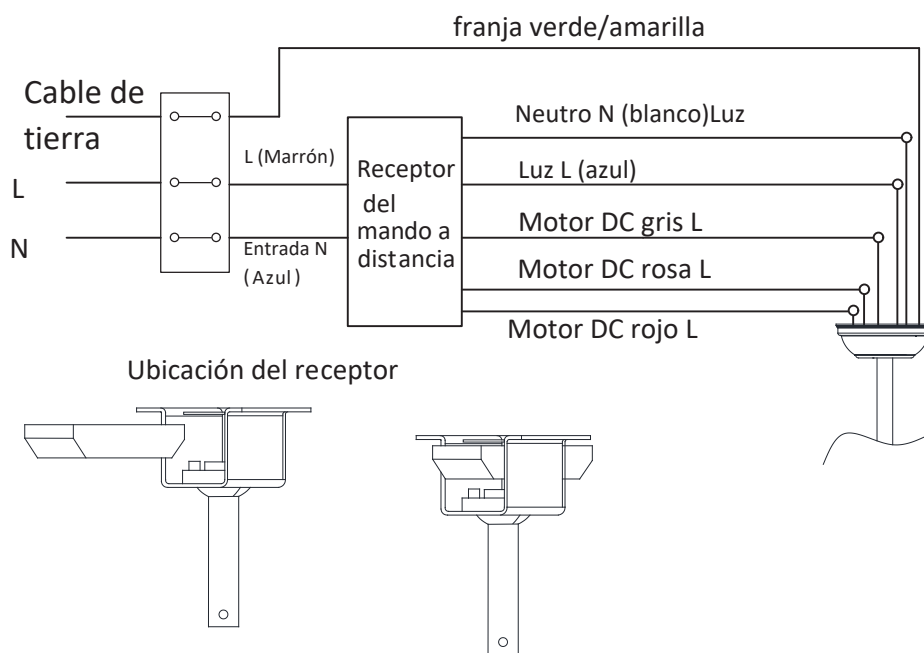 franja verde/amarilla
Cable de
tierra
L
N
L (Marrón)
Entrada N
(Azul)
Receptor
del
mando a
distancia
Neutro N (blanco)Luz
Luz L (azul)
Motor DC gris L
Motor DC rosa L
Motor DC rojo L
Ubicación del receptor